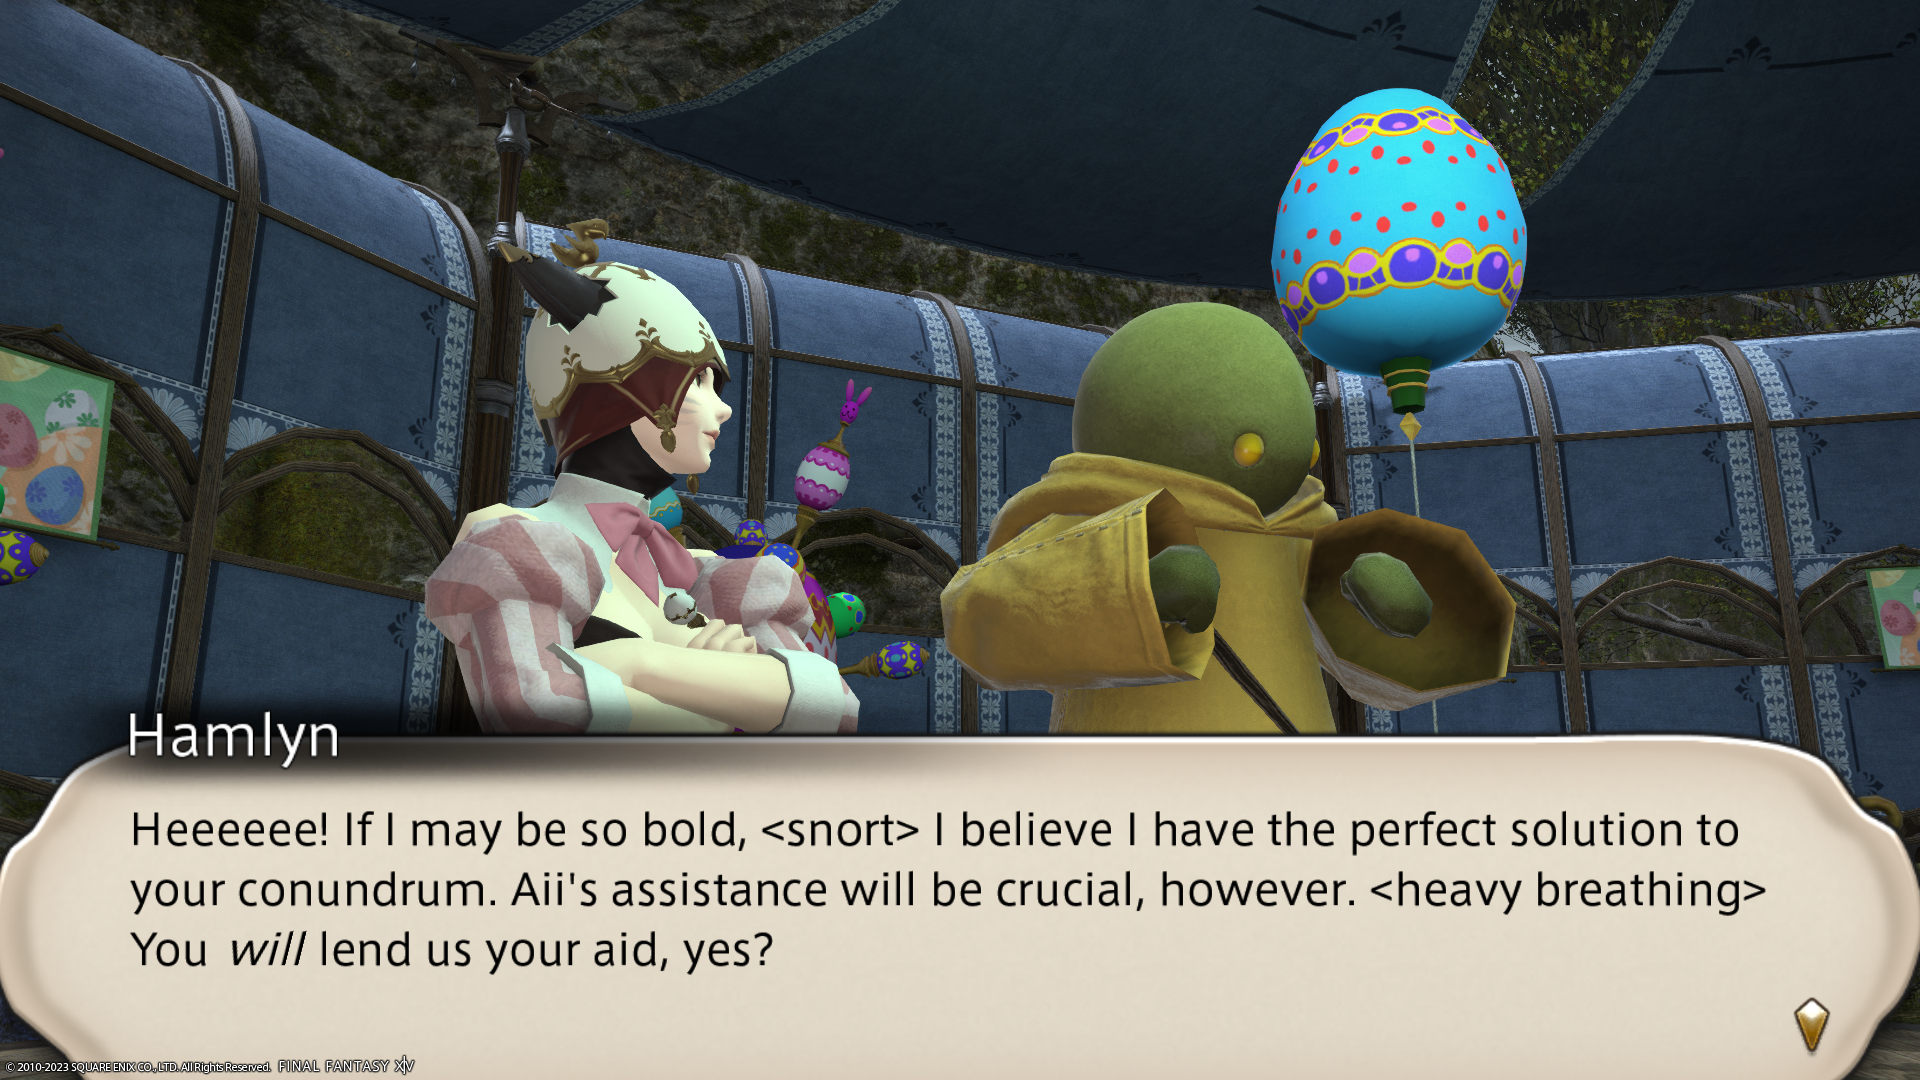 Hamlyn
Heeeeee! If I may be so bold, <snort> I believe I have the perfect solution to
your conundrum. Aii's assistance will be crucial, however. <heavy breathing>
You will lend us your aid, yes?
© 2010-2023 SQUARE ENIX CO., LTD. All Rights Reserved. FINAL FANTASY XIV